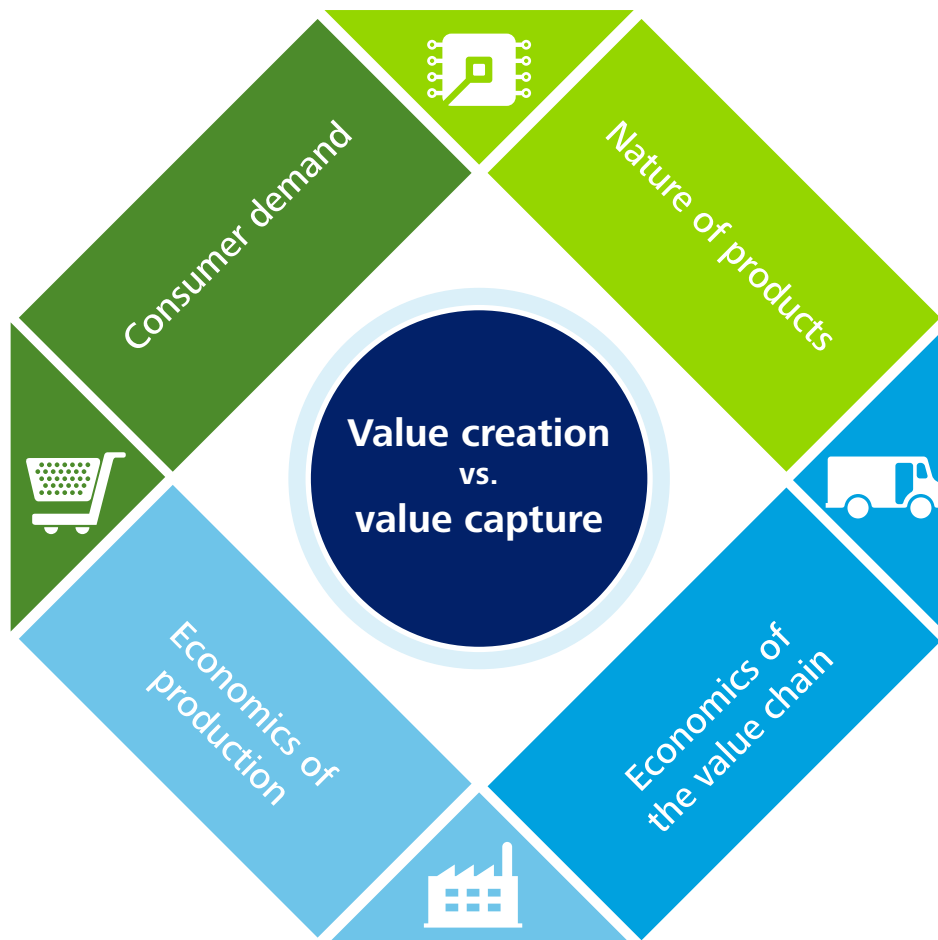 Consumer demand
Nature of products
Value creation
vs.
value capture
Economics of
production
Economics of
the value chain